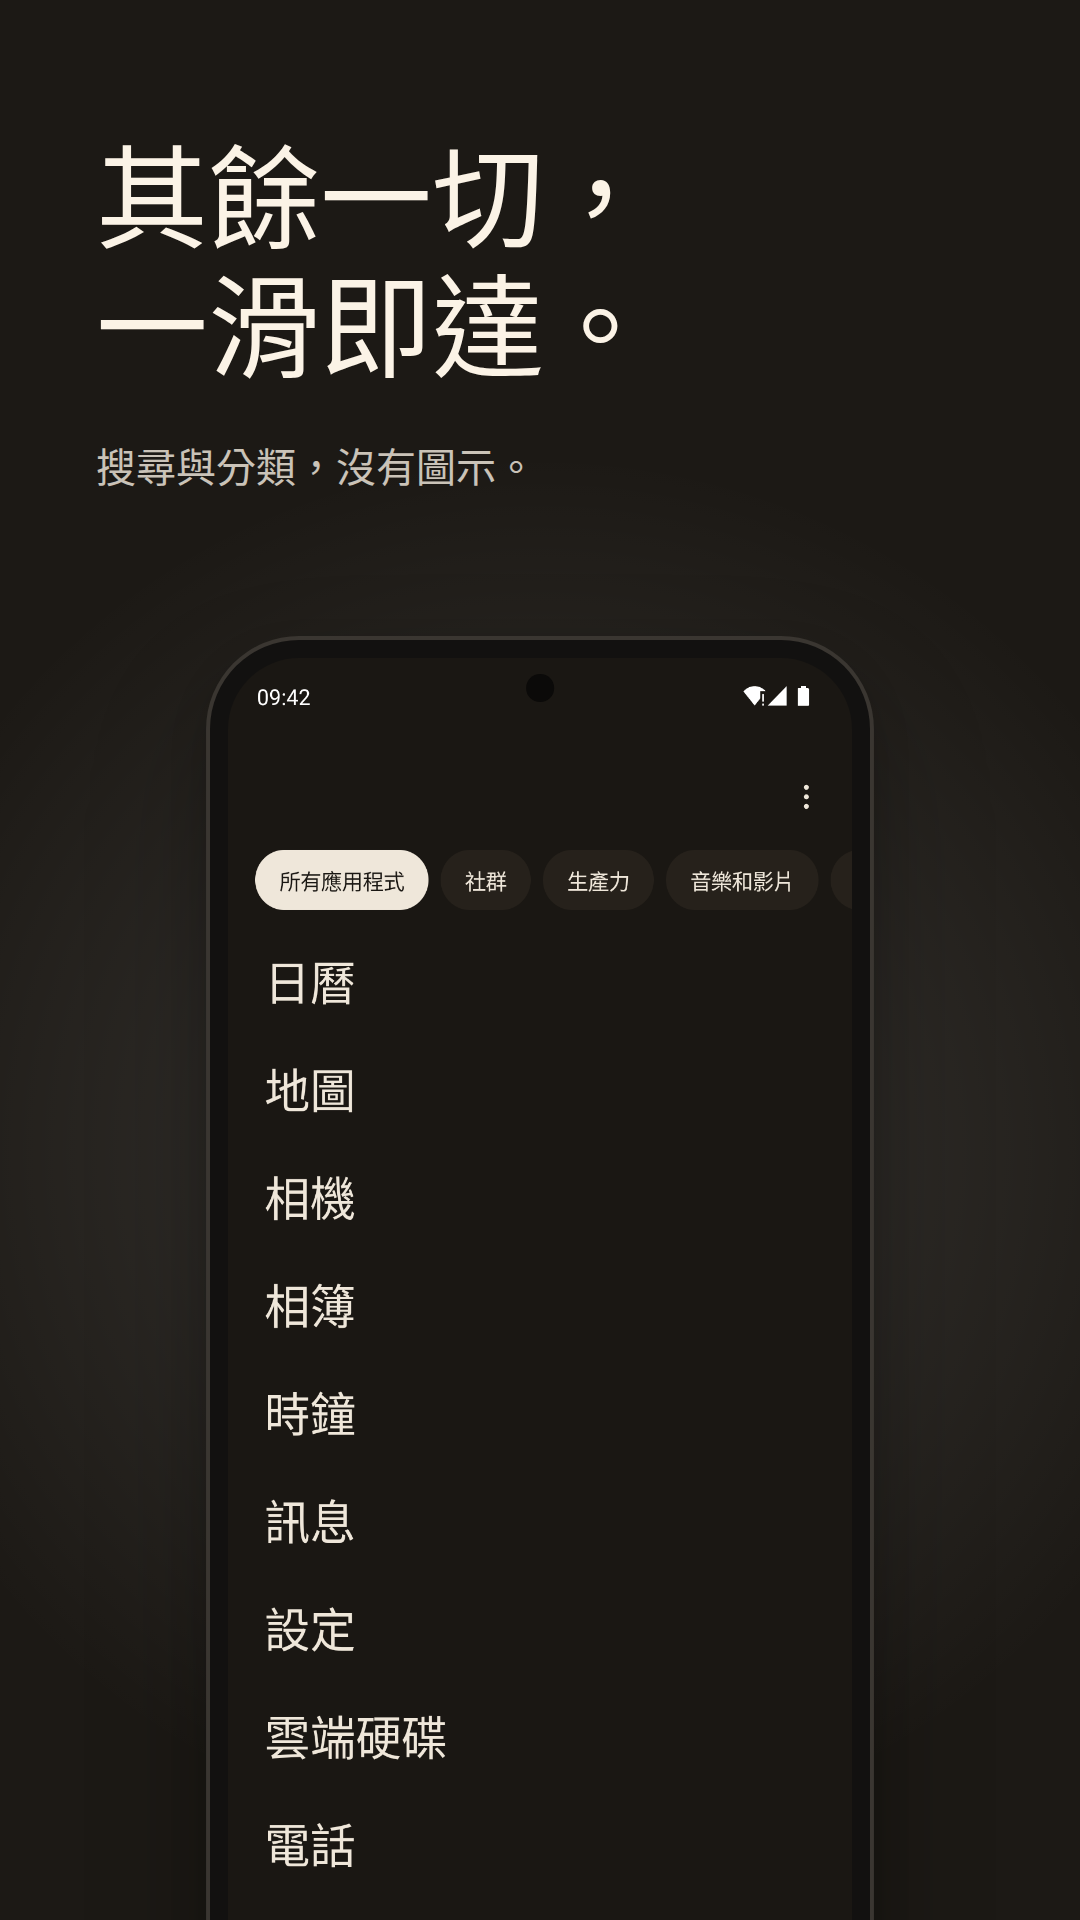 其餘一切，
一滑即達。
搜尋與分類，沒有圖示。
09:42
所有應用程式 社群 生產力 音樂和影片
日曆
地圖
相機
相簿
時鐘
訊息
設定
雲端硬碟
電話